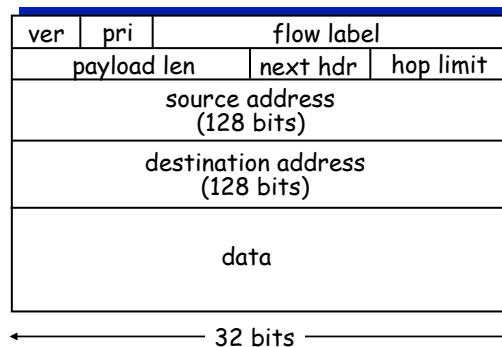 ver pri flow label
payload len next hdr hop limit
source address
(128 bits)
destination address
(128 bits)
data
32 bits